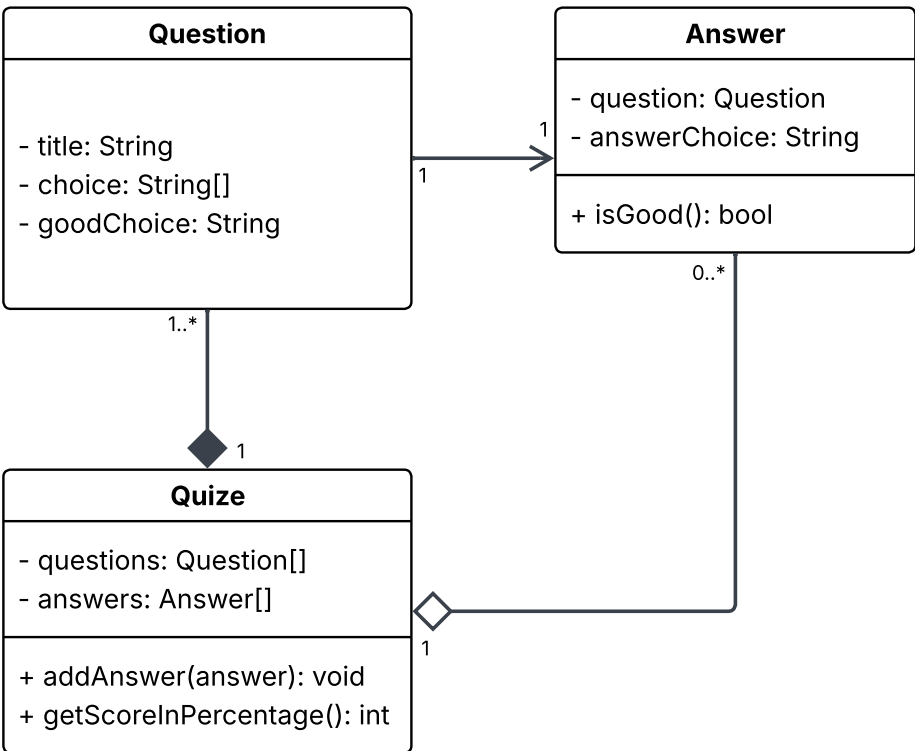 Question
- title: String
- choice: String[]
- goodChoice: String
1
1
Answer
- question: Question
- answerChoice: String
+ isGood(): bool
0..*
1..*
1
Quize
- questions: Question[]
- answers: Answer[]
+ addAnswer(answer): void
+ getScoreInPercentage(): int
1